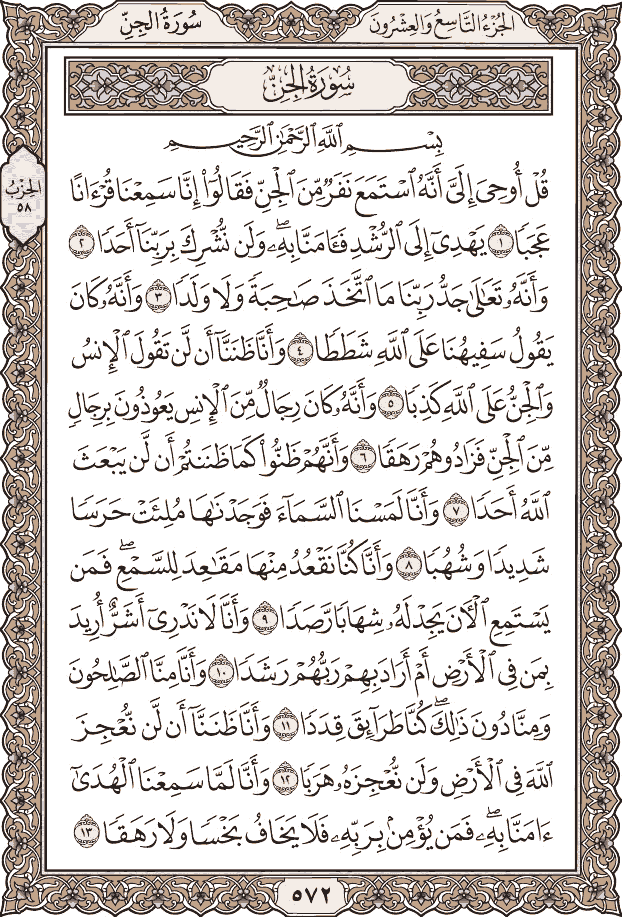 الجُزْءُ التَّاسِعُ وَالعِشْرُونَ
سُورَةُ الجِنِّ
سُورَةُ الجِنِّ
بِسْمِ ٱللَّهِ ٱلرَّحْمَٰنِ ٱلرَّحِيمِ
قُلْ أُوحِىَ إِلَىَّ أَنَّهُ ٱسْتَمَعَ نَفَرٌ مِّنَ ٱلْجِنِّ فَقَالُوٓا۟ إِنَّا سَمِعْنَا قُرْءَانًا
عَجَبًا ١ يَهْدِىٓ إِلَى ٱلرُّشْدِ فَـَٔامَنَّا بِهِۦ ۖ وَلَن نُّشْرِكَ بِرَبِّنَآ أَحَدًا ٢
وَأَنَّهُۥ تَعَٰلَىٰ جَدُّ رَبِّنَا مَا ٱتَّخَذَ صَٰحِبَةً وَلَا وَلَدًا ٣ وَأَنَّهُۥ كَانَ
يَقُولُ سَفِيهُنَا عَلَى ٱللَّهِ شَطَطًا ٤ وَأَنَّا ظَنَنَّآ أَن لَّن تَقُولَ ٱلْإِنسُ
وَٱلْجِنُّ عَلَى ٱللَّهِ كَذِبًا ٥ وَأَنَّهُۥ كَانَ رِجَالٌ مِّنَ ٱلْإِنسِ يَعُوذُونَ بِرِجَالٍ
مِّنَ ٱلْجِنِّ فَزَادُوهُمْ رَهَقًا ٦ وَأَنَّهُمْ ظَنُّوا۟ كَمَا ظَنَنتُمْ أَن لَّن يَبْعَثَ
ٱللَّهُ أَحَدًا ٧ وَأَنَّا لَمَسْنَا ٱلسَّمَآءَ فَوَجَدْنَٰهَا مُلِئَتْ حَرَسًا
شَدِيدًا وَشُهُبًا ٨ وَأَنَّا كُنَّا نَقْعُدُ مِنْهَا مَقَٰعِدَ لِلسَّمْعِ ۖ فَمَن
يَسْتَمِعِ ٱلْـَٔانَ يَجِدْ لَهُۥ شِهَابًا رَّصَدًا ٩ وَأَنَّا لَا نَدْرِىٓ أَشَرٌّ أُرِيدَ
بِمَن فِى ٱلْأَرْضِ أَمْ أَرَادَ بِهِمْ رَبُّهُمْ رَشَدًا ١٠ وَأَنَّا مِنَّا ٱلصَّٰلِحُونَ
وَمِنَّا دُونَ ذَٰلِكَ ۖ كُنَّا طَرَآئِقَ قِدَدًا ١١ وَأَنَّا ظَنَنَّآ أَن لَّن نُّعْجِزَ
ٱللَّهَ فِى ٱلْأَرْضِ وَلَن نُّعْجِزَهُۥ هَرَبًا ١٢ وَأَنَّا لَمَّا سَمِعْنَا ٱلْهُدَىٰٓ
ءَامَنَّا بِهِۦ ۖ فَمَن يُؤْمِنۢ بِرَبِّهِۦ فَلَا يَخَافُ بَخْسًا وَلَا رَهَقًا ١٣
الحِزْبُ
٥٨
٥٧٢